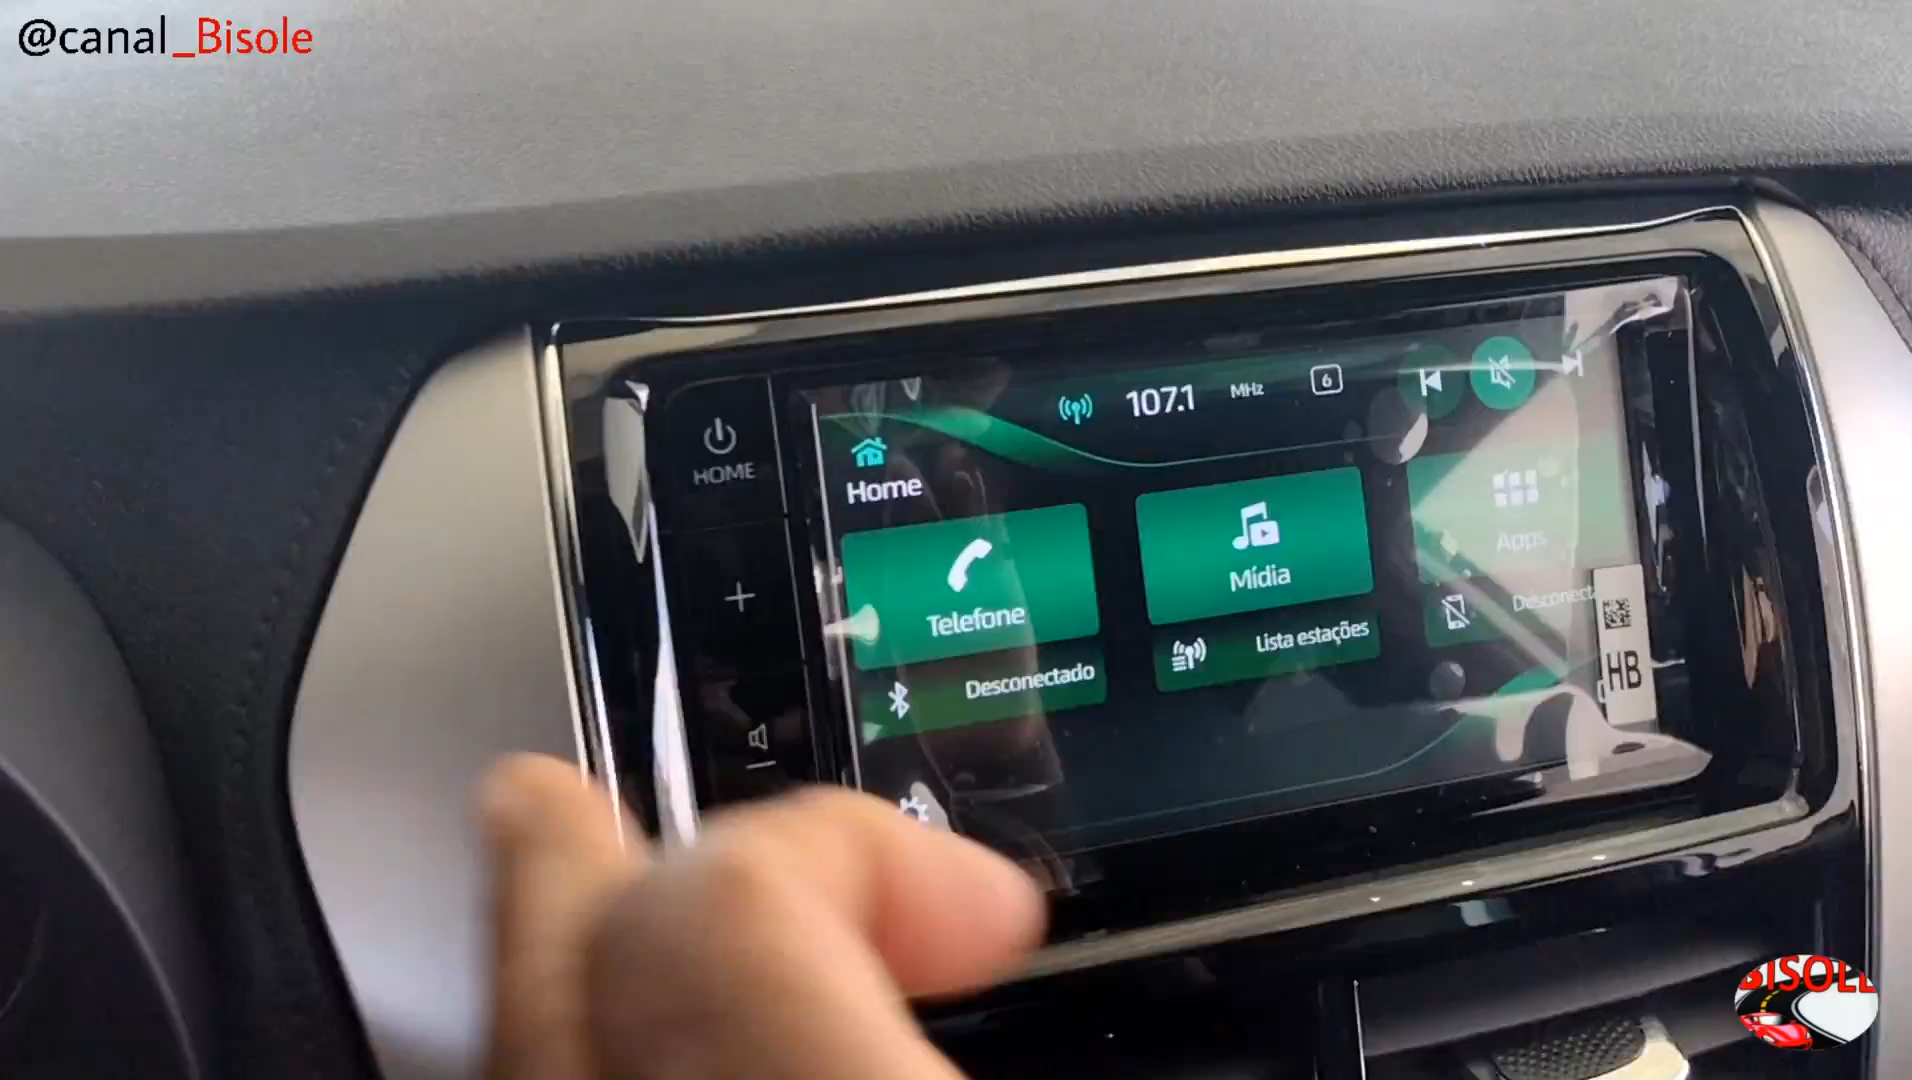 @canal_Bisole
107.1 MHz 6
HOME
Home
Telefone
Mídia
Apps
Desconectado
Lista estações
HB